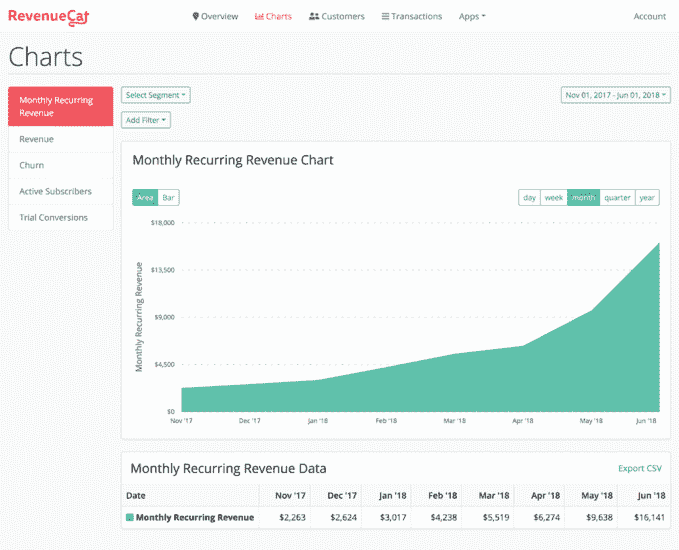 RevenueCat Overview Charts Customers Transactions Apps Account
Charts
Monthly Recurring Revenue
Revenue
Churn
Active Subscribers
Trial Conversions
Select Segment
Nov 01, 2017 - Jun 01, 2018
Add Filter
Monthly Recurring Revenue Chart
Area Bar
day week month quarter year
$18,000
$13,500
$9,000
$4,500
$0
Monthly Recurring Revenue
Nov '17 Dec '17 Jan '18 Feb '18 Mar '18 Apr '18 May '18 Jun '18
Monthly Recurring Revenue Data
Export CSV
Date Nov '17 Dec '17 Jan '18 Feb '18 Mar '18 Apr '18 May '18 Jun '18
Monthly Recurring Revenue $2,263 $2,624 $3,017 $4,238 $5,519 $6,274 $9,638 $16,141